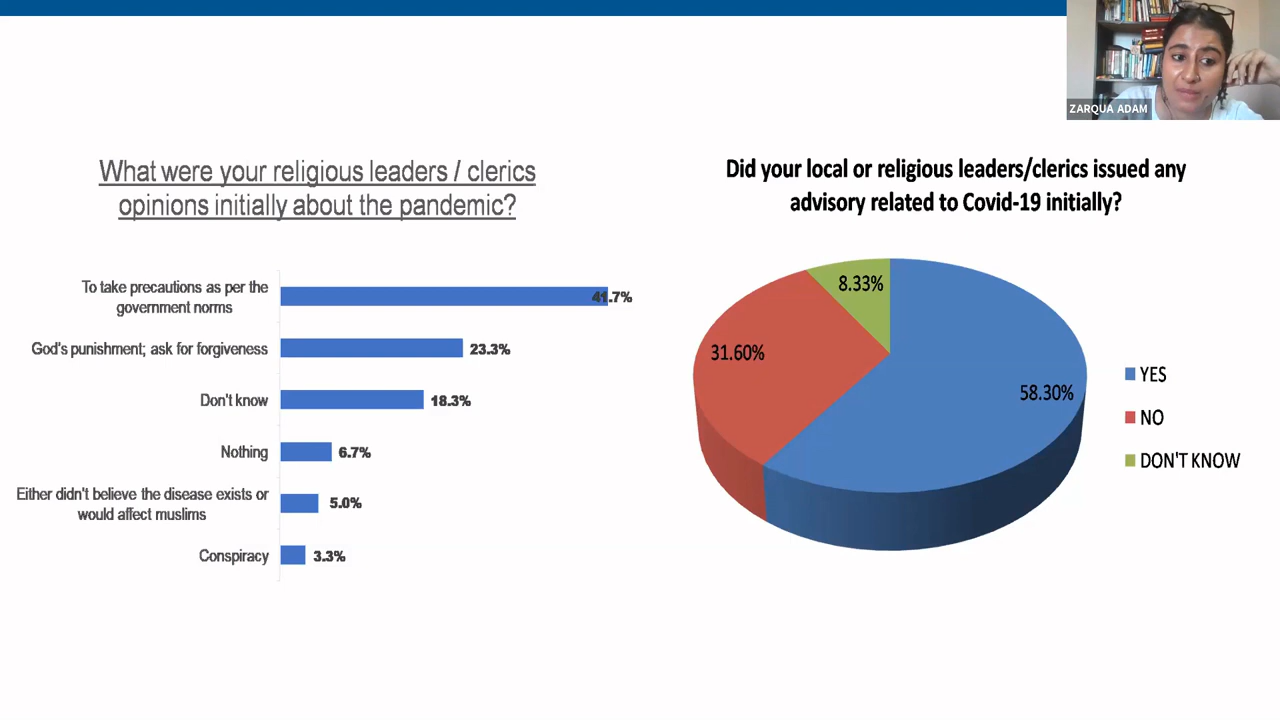 ZARQUA ADAM
What were your religious leaders / clerics
opinions initially about the pandemic?
To take precautions as per the
government norms
41.7%
God's punishment; ask for forgiveness
23.3%
Don't know
18.3%
Nothing
6.7%
Either didn't believe the disease exists or
would affect muslims
5.0%
Conspiracy
3.3%
Did your local or religious leaders/clerics issued any
advisory related to Covid-19 initially?
8.33%
31.60%
58.30%
YES
NO
DON'T KNOW